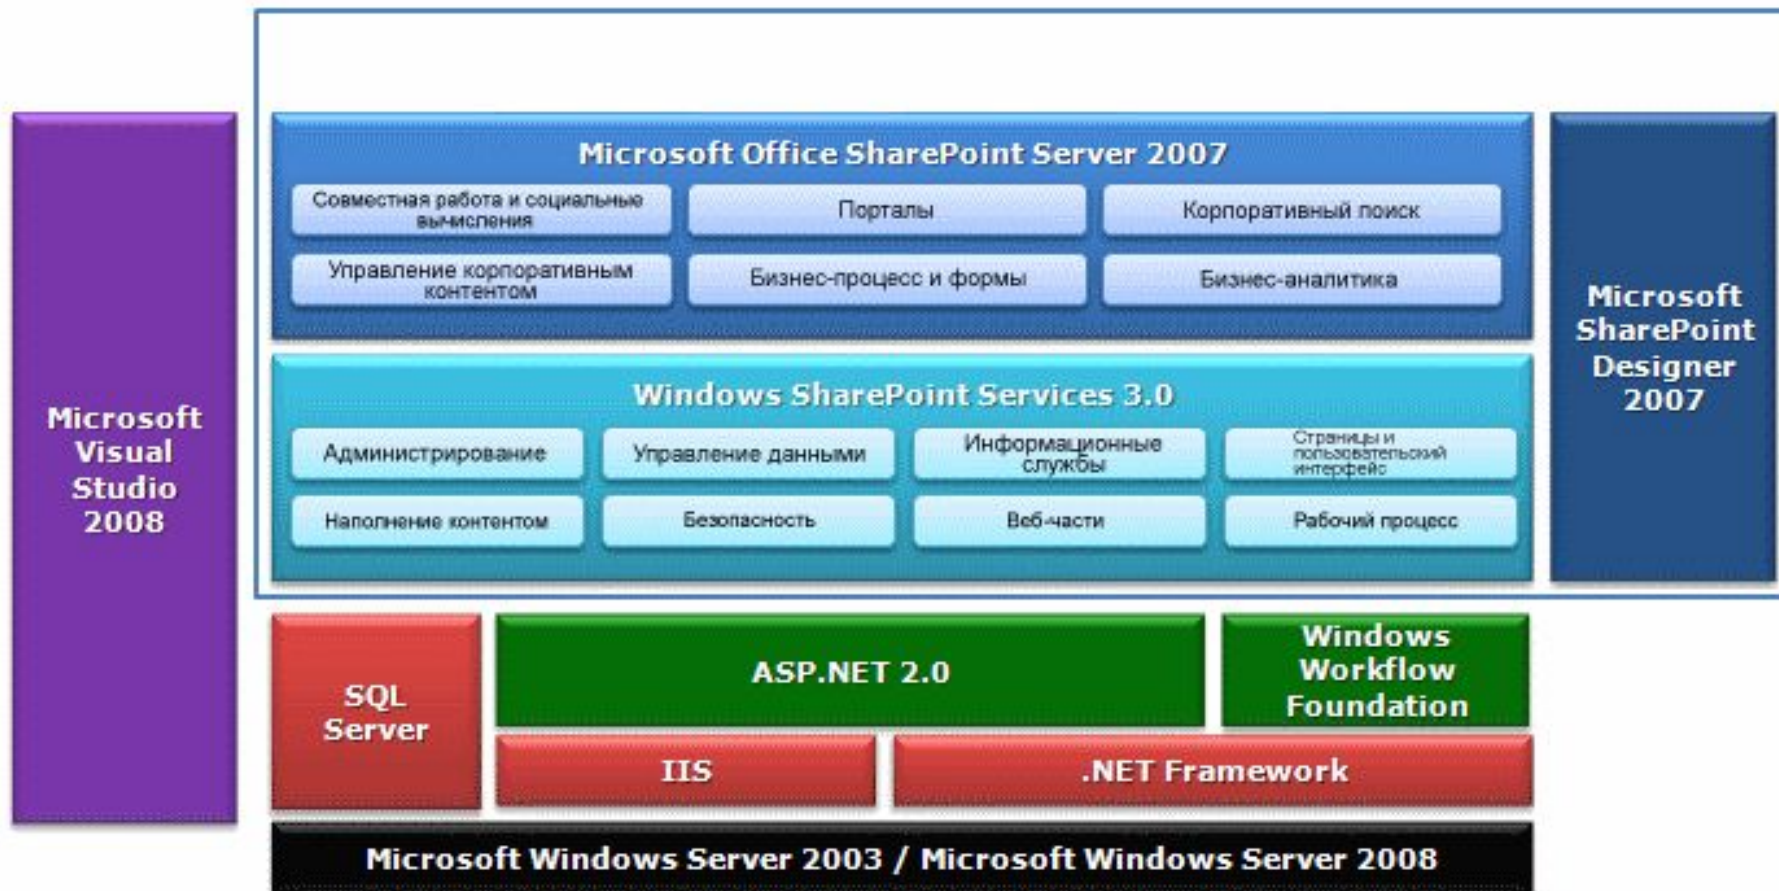 Microsoft Office SharePoint Server 2007
Совместная работа и социальные
вычисления
Порталы
Корпоративный поиск
Управление корпоративным
контентом
Бизнес-процесс и формы
Бизнес-аналитика
Windows SharePoint Services 3.0
Администрирование
Управление данными
Информационные
службы
Страницы и
пользовательский
интерфейс
Наполнение контентом
Безопасность
Веб-части
Рабочий процесс
Microsoft
Visual
Studio
2008
Microsoft
SharePoint
Designer
2007
SQL
Server
ASP.NET 2.0
Windows
Workflow
Foundation
IIS
.NET Framework
Microsoft Windows Server 2003 / Microsoft Windows Server 2008